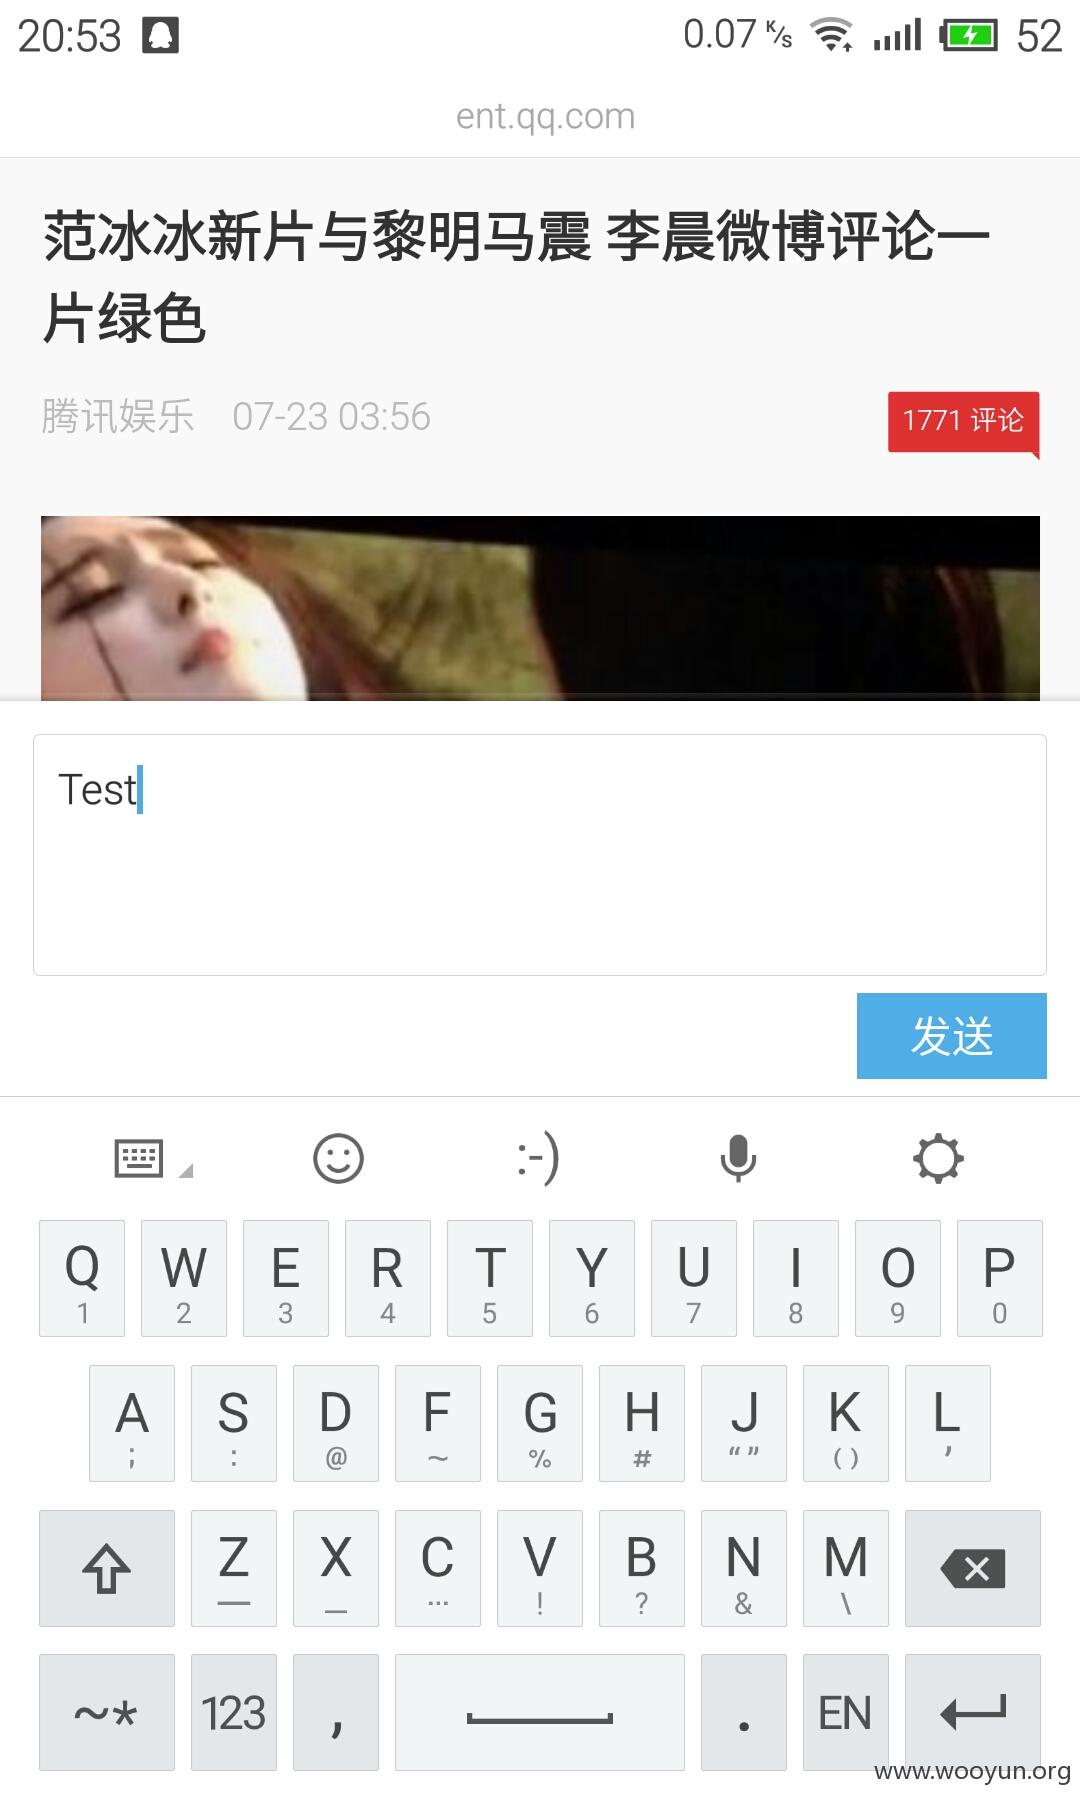 20:53 0.07 K/s 52
ent.qq.com
范冰冰新片与黎明马震 李晨微博评论一
片绿色
腾讯娱乐 07-23 03:56
1771 评论
Test
发送
:-)
Q W E R T Y U I O P
1 2 3 4 5 6 7 8 9 0
A S D F G H J K L
; : @ ~ % # “ ” ( ) ’
Z X C V B N M
— _ … ! ? & \
~* 123 , . EN
www.wooyun.org